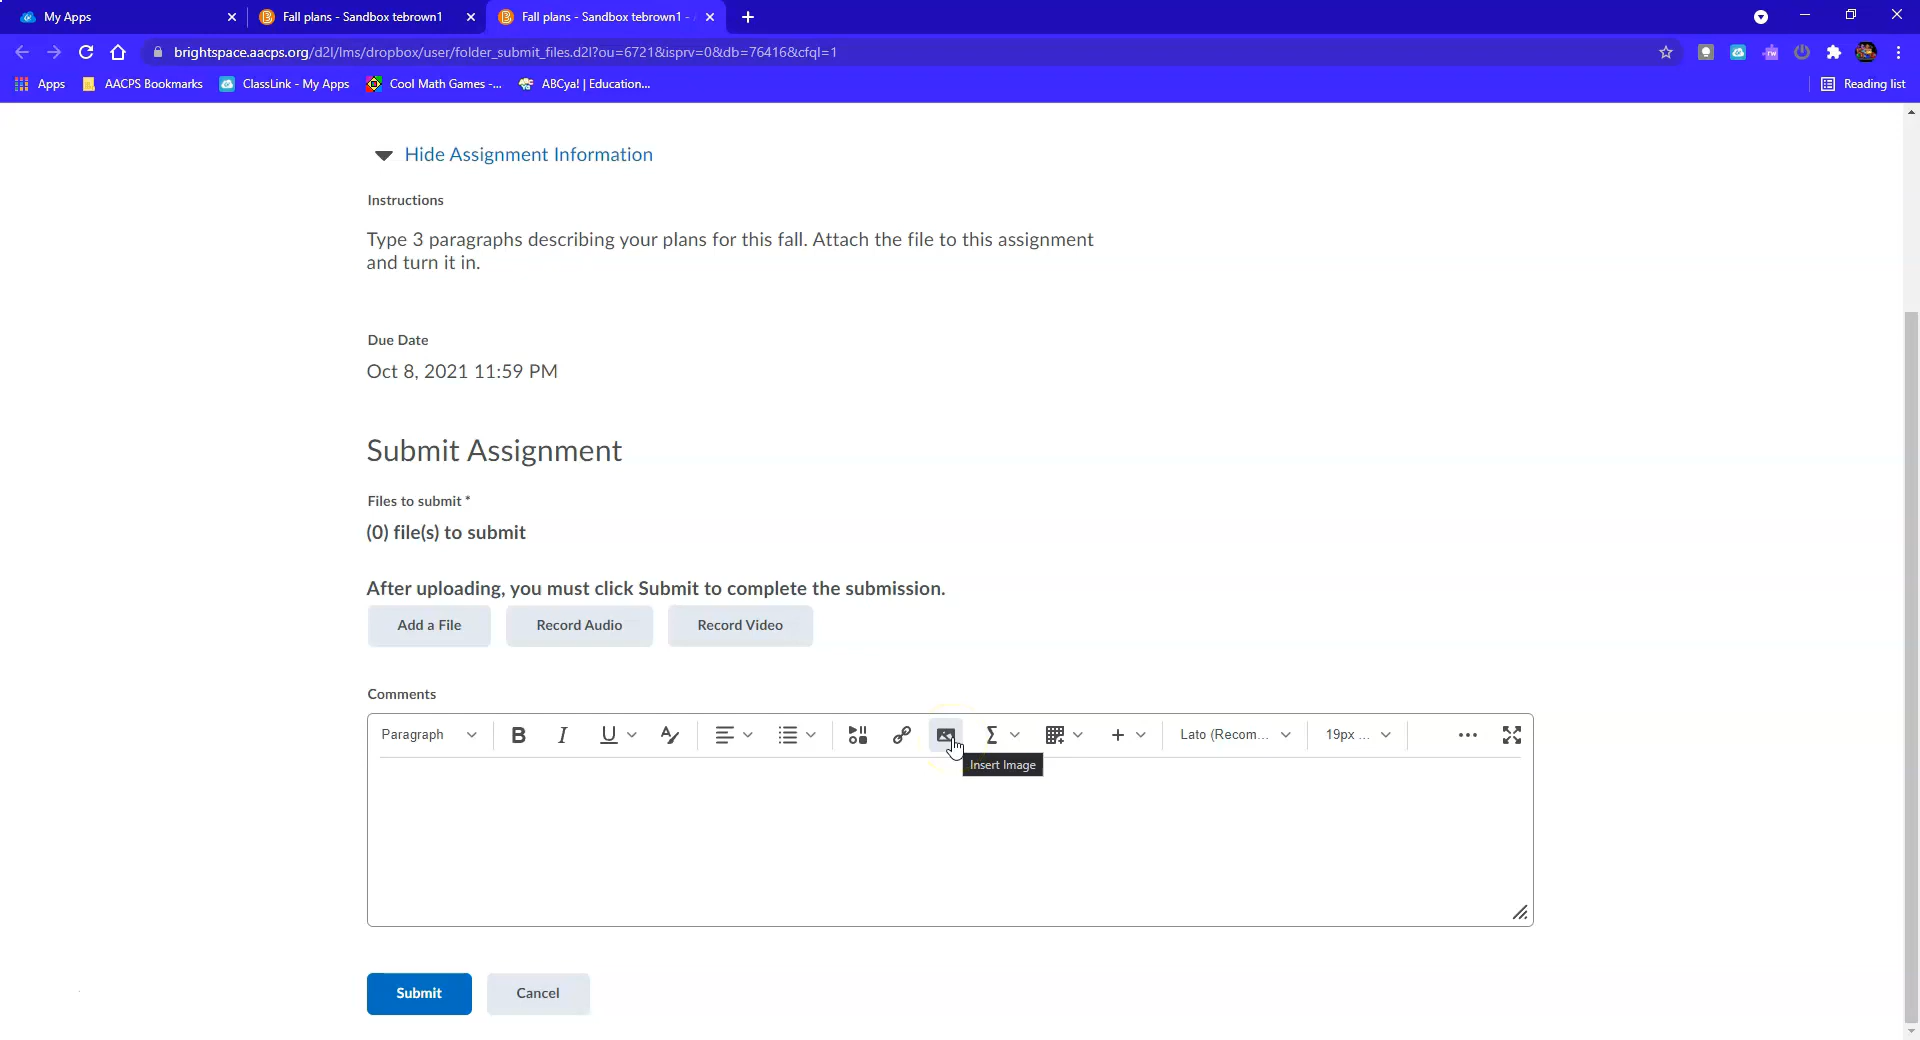 My Apps
Fall plans - Sandbox tebrown1
Fall plans - Sandbox tebrown1 -
brightspace.aacps.org/d2l/lms/dropbox/user/folder_submit_files.d2l?ou=6721&isprv=0&db=76416&cfql=1
Apps
AACPS Bookmarks
ClassLink - My Apps
Cool Math Games -...
ABCya! | Education...
Reading list
Hide Assignment Information
Instructions
Type 3 paragraphs describing your plans for this fall. Attach the file to this assignment
and turn it in.
Due Date
Oct 8, 2021 11:59 PM
Submit Assignment
Files to submit *
(0) file(s) to submit
After uploading, you must click Submit to complete the submission.
Add a File
Record Audio
Record Video
Comments
Paragraph
Lato (Recom...
19px ...
Insert Image
Submit
Cancel